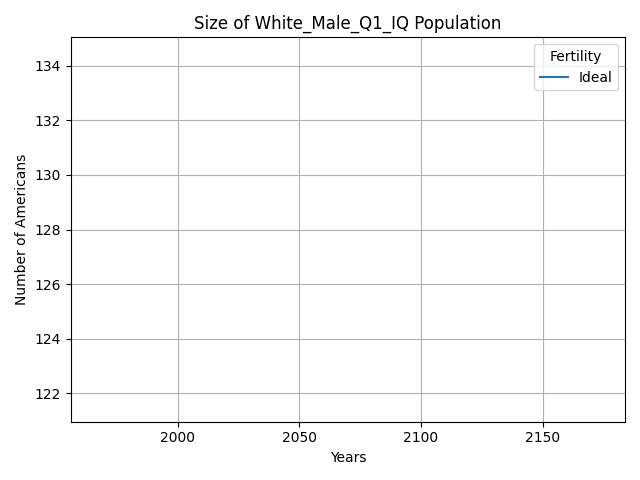 Size of White_Male_Q1_IQ Population
Fertility
Ideal
134
132
130
128
126
124
122
Number of Americans
2000 2050 2100 2150
Years